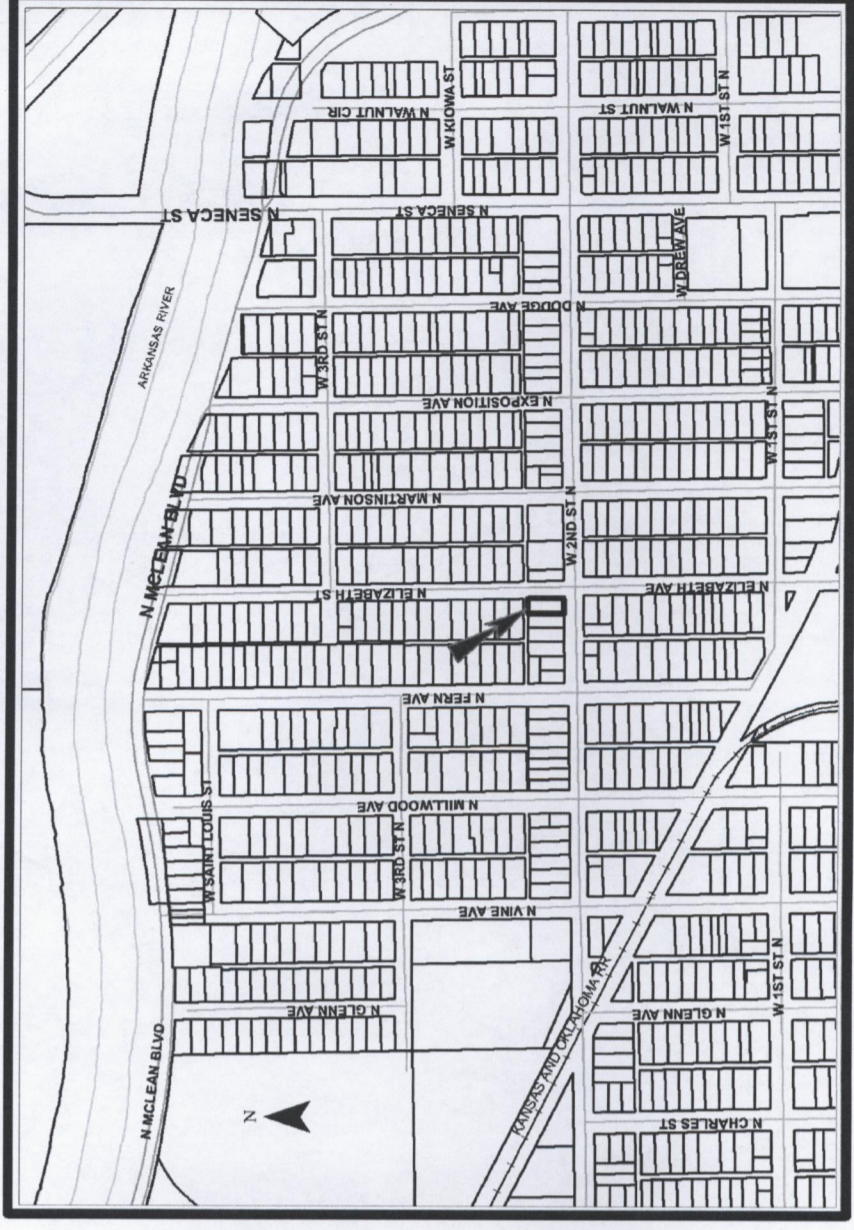 N WALNUT CIR
W KIOWA ST
N WALNUT ST
W 1ST ST N
N SENECA ST
N SENECA ST
W DREW AVE
ARKANSAS RIVER
W 3RD ST N
N DODGE AVE
N EXPOSITION AVE
W 1ST ST N
N MCLEAN BLVD
N MARTINSON AVE
W 2ND ST N
N ELIZABETH ST
N ELIZABETH AVE
N FERN AVE
W SAINT LOUIS ST
N MILLWOOD AVE
W 3RD ST N
N VINE AVE
KANSAS AND OKLAHOMA RR
W 1ST ST N
N GLENN AVE
N GLENN AVE
N MCLEAN BLVD
N
N CHARLES ST